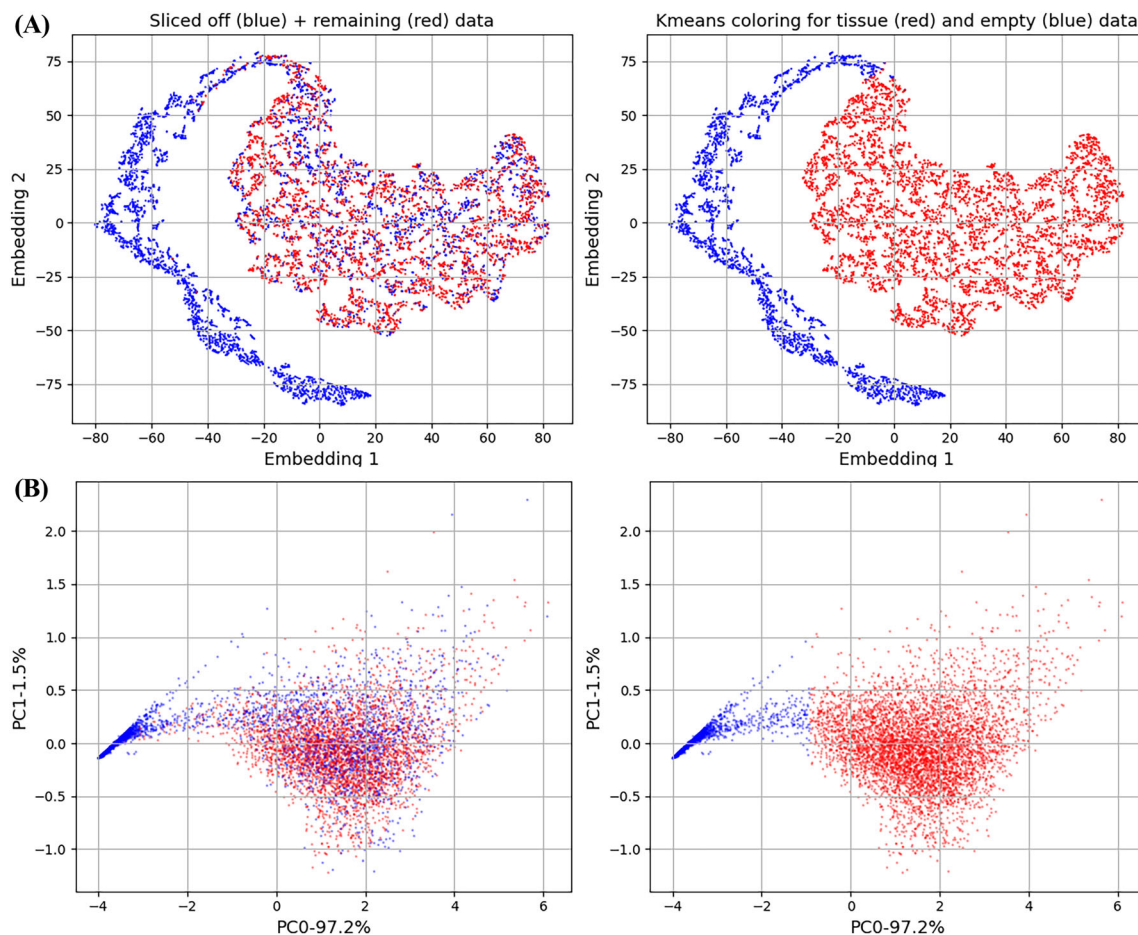 (A)
Sliced off (blue) + remaining (red) data
Kmeans coloring for tissue (red) and empty (blue) data
Embedding 2
75
50
25
0
−25
−50
−75
−80 −60 −40 −20 0 20 40 60 80
Embedding 1
Embedding 2
75
50
25
0
−25
−50
−75
−80 −60 −40 −20 0 20 40 60 80
Embedding 1
(B)
PC1-1.5%
2.0
1.5
1.0
0.5
0.0
−0.5
−1.0
−4 −2 0 2 4 6
PC0-97.2%
PC1-1.5%
2.0
1.5
1.0
0.5
0.0
−0.5
−1.0
−4 −2 0 2 4 6
PC0-97.2%